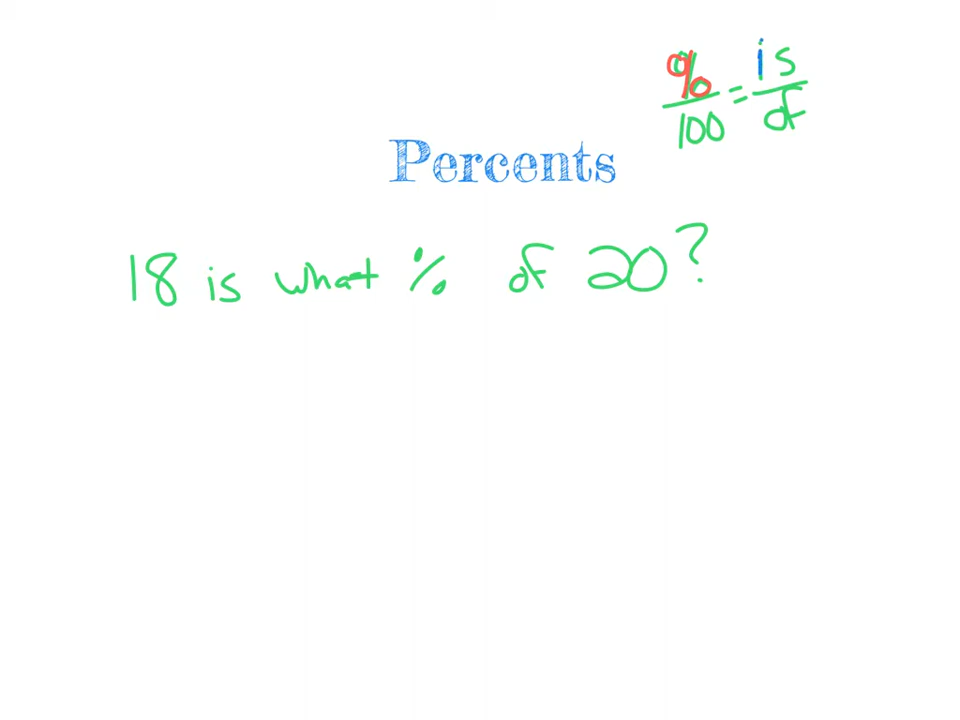 %/100 = is/of
Percents
18 is what % of 20?